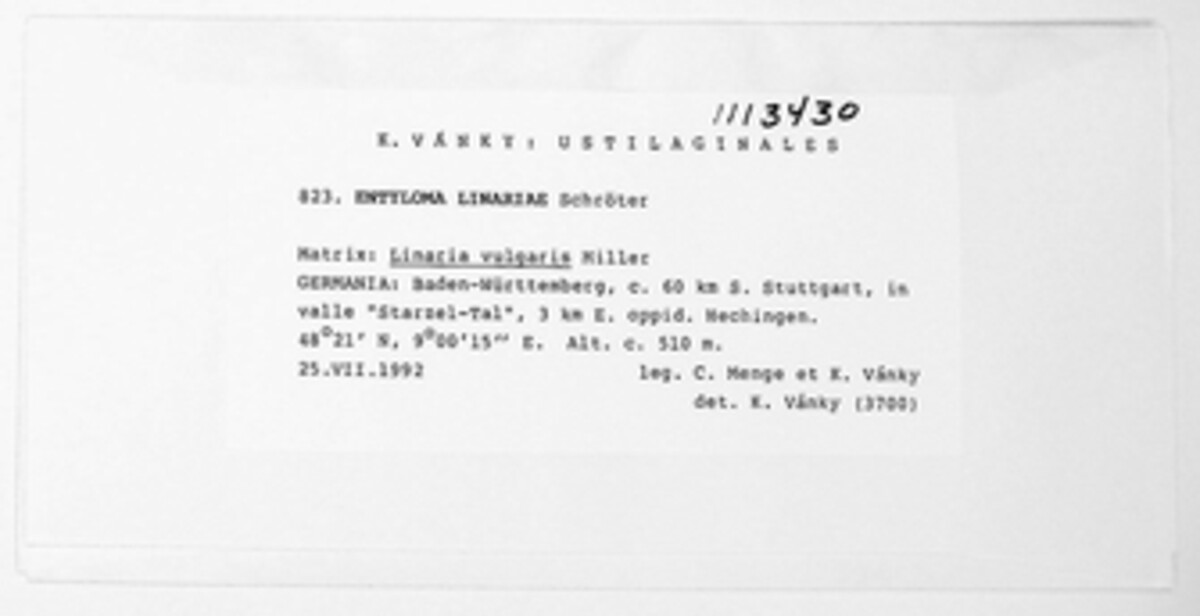 1113430
K. VÁNKY: USTILAGINALES
823. ENTYLOMA LINARIAE Schröter
Matrix: Linaria vulgaris Miller
GERMANIA: Baden-Württemberg, c. 60 km S. Stuttgart, in
valle "Starzel-Tal", 3 km E. oppid. Hechingen.
48°21' N, 9°00'15" E. Alt. c. 510 m.
25.VII.1992 leg. C. Menge et K. Vánky
det. K. Vánky (3700)